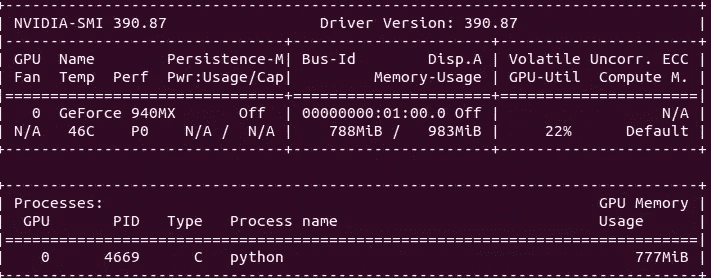 +-----------------------------------------------------------------------------+
| NVIDIA-SMI 390.87                 Driver Version: 390.87                    |
|-------------------------------+----------------------+----------------------+
| GPU  Name        Persistence-M| Bus-Id        Disp.A | Volatile Uncorr. ECC |
| Fan  Temp  Perf  Pwr:Usage/Cap|         Memory-Usage | GPU-Util  Compute M. |
|===============================+======================+======================|
|   0  GeForce 940MX       Off  | 00000000:01:00.0 Off |                  N/A |
| N/A   46C    P0    N/A /  N/A |    788MiB /   983MiB |     22%      Default |
+-------------------------------+----------------------+----------------------+
+-----------------------------------------------------------------------------+
| Processes:                                                       GPU Memory |
|  GPU       PID   Type   Process name                             Usage      |
|=============================================================================|
|    0      4669      C   python                                       777MiB |
+-----------------------------------------------------------------------------+